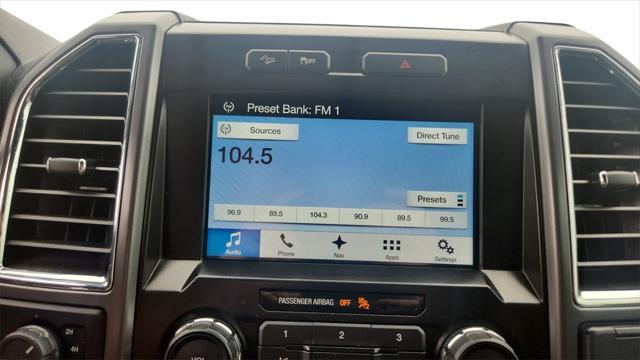 OFF
Preset Bank: FM 1
Sources
Direct Tune
104.5
Presets
96.9 89.5 104.3 90.9 89.5 99.5
Audio Phone Nav Apps Settings
PASSENGER AIRBAG OFF
2H
4H
1 2 3
VOL